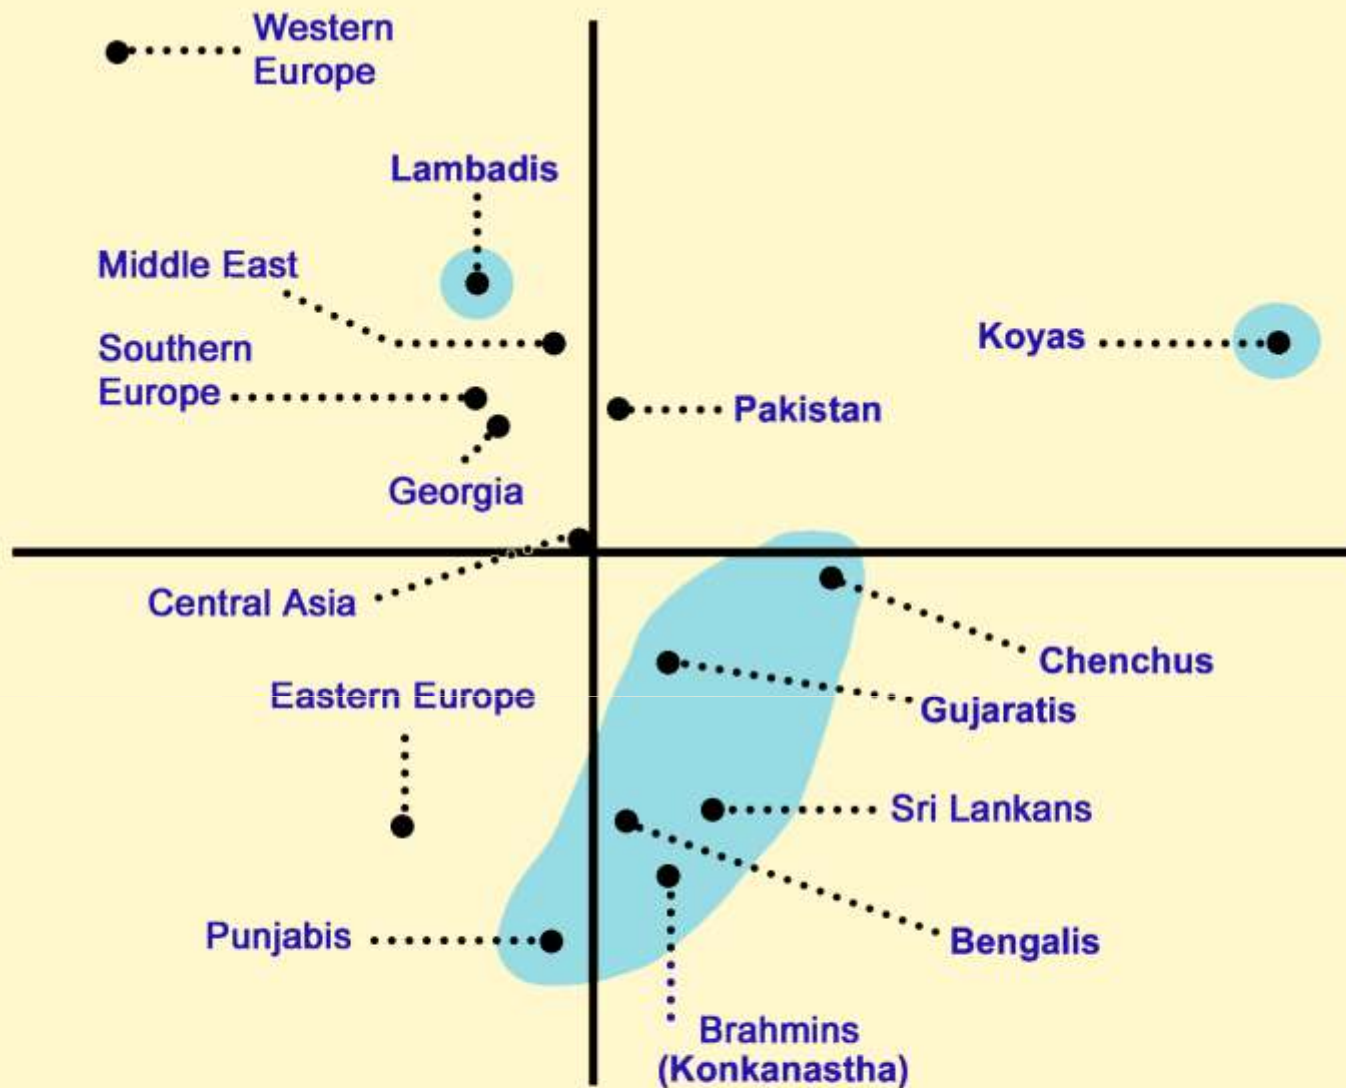 Western
Europe
Lambadis
Middle East
Southern
Europe
Koyas
Pakistan
Georgia
Central Asia
Chenchus
Eastern Europe
Gujaratis
Sri Lankans
Punjabis
Bengalis
Brahmins
(Konkanastha)